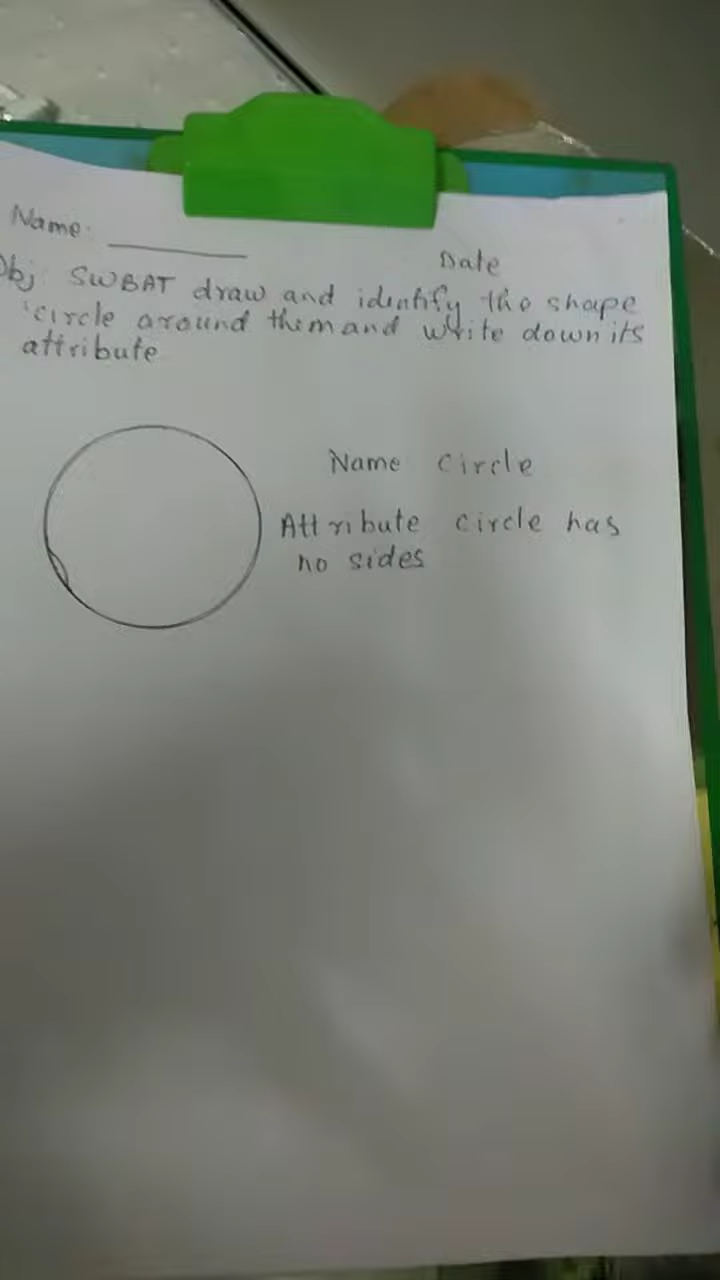 Name: ________
Date
Obj: SWBAT draw and identify the shape
'circle around them and write down its
attribute
Name circle
Attribute circle has
no sides